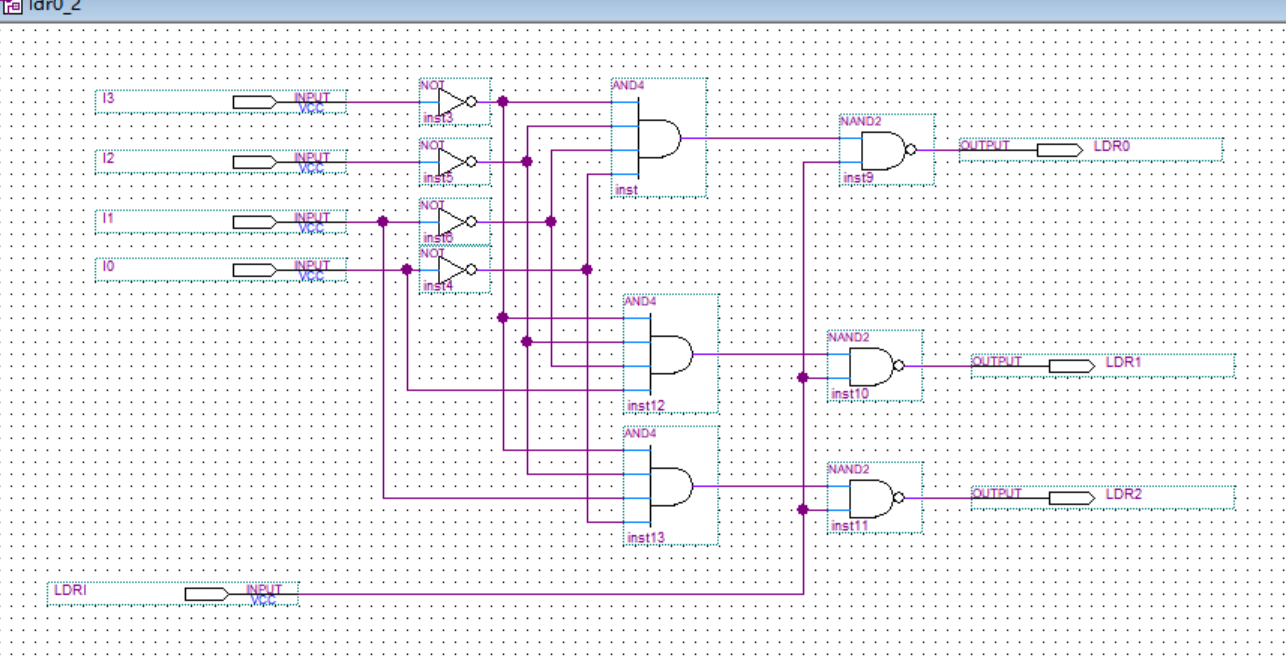 ldr0_2
I3 INPUT VCC
NOT
inst3
AND4
inst
NAND2
inst9
OUTPUT LDR0
I2 INPUT VCC
NOT
inst5
I1 INPUT VCC
NOT
inst6
I0 INPUT VCC
NOT
inst4
AND4
inst12
NAND2
inst10
OUTPUT LDR1
AND4
inst13
NAND2
inst11
OUTPUT LDR2
LDRI INPUT VCC